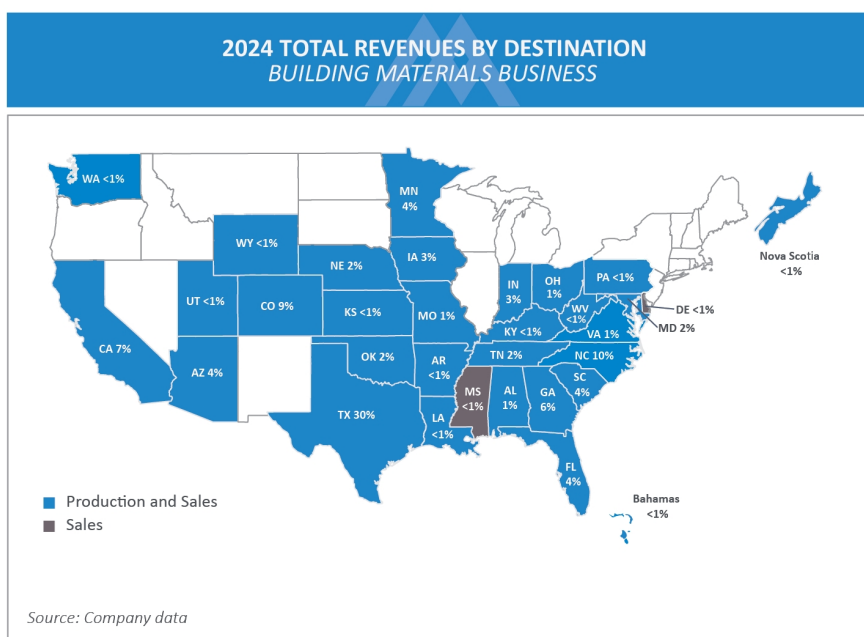 2024 TOTAL REVENUES BY DESTINATION
BUILDING MATERIALS BUSINESS
WA <1%
MN
4%
WY <1%
IA 3%
NE 2%
Nova Scotia
<1%
PA <1%
OH
1%
IN
3%
UT <1%
CO 9%
KS <1%
MO 1%
WV
<1%
DE <1%
MD 2%
KY <1%
VA 1%
CA 7%
AZ 4%
OK 2%
AR
<1%
TN 2%
NC 10%
SC
4%
MS
<1%
AL
1%
GA
6%
TX 30%
LA
<1%
FL
4%
Bahamas
<1%
Production and Sales
Sales
Source: Company data